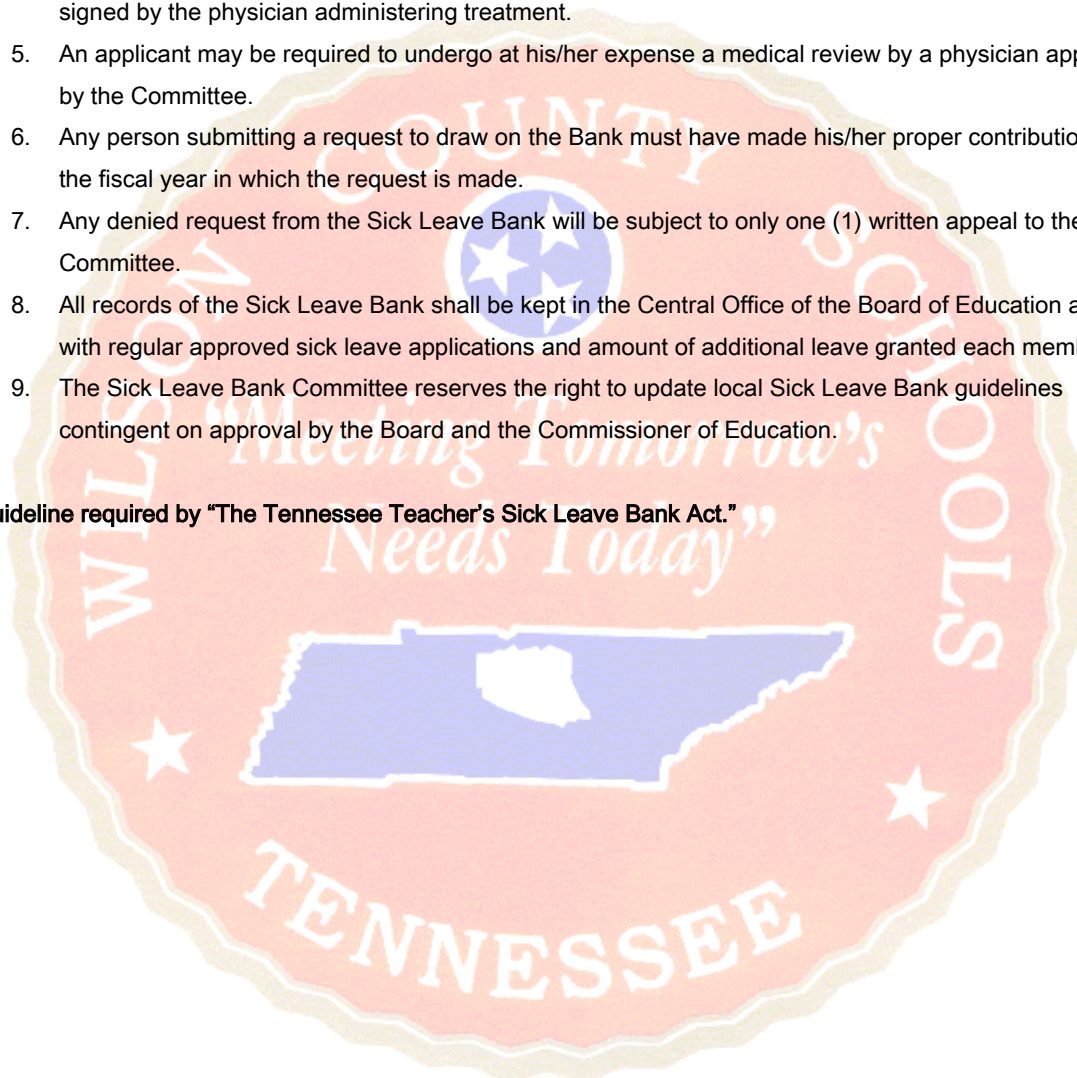 signed by the physician administering treatment.
5. An applicant may be required to undergo at his/her expense a medical review by a physician app
by the Committee.
6. Any person submitting a request to draw on the Bank must have made his/her proper contributio
the fiscal year in which the request is made.
7. Any denied request from the Sick Leave Bank will be subject to only one (1) written appeal to the
Committee.
8. All records of the Sick Leave Bank shall be kept in the Central Office of the Board of Education a
with regular approved sick leave applications and amount of additional leave granted each mem
9. The Sick Leave Bank Committee reserves the right to update local Sick Leave Bank guidelines
contingent on approval by the Board and the Commissioner of Education.
uideline required by “The Tennessee Teacher’s Sick Leave Bank Act.”
WILSON COUNTY SCHOOLS
“Meeting Tomorrow’s
Needs Today”
TENNESSEE